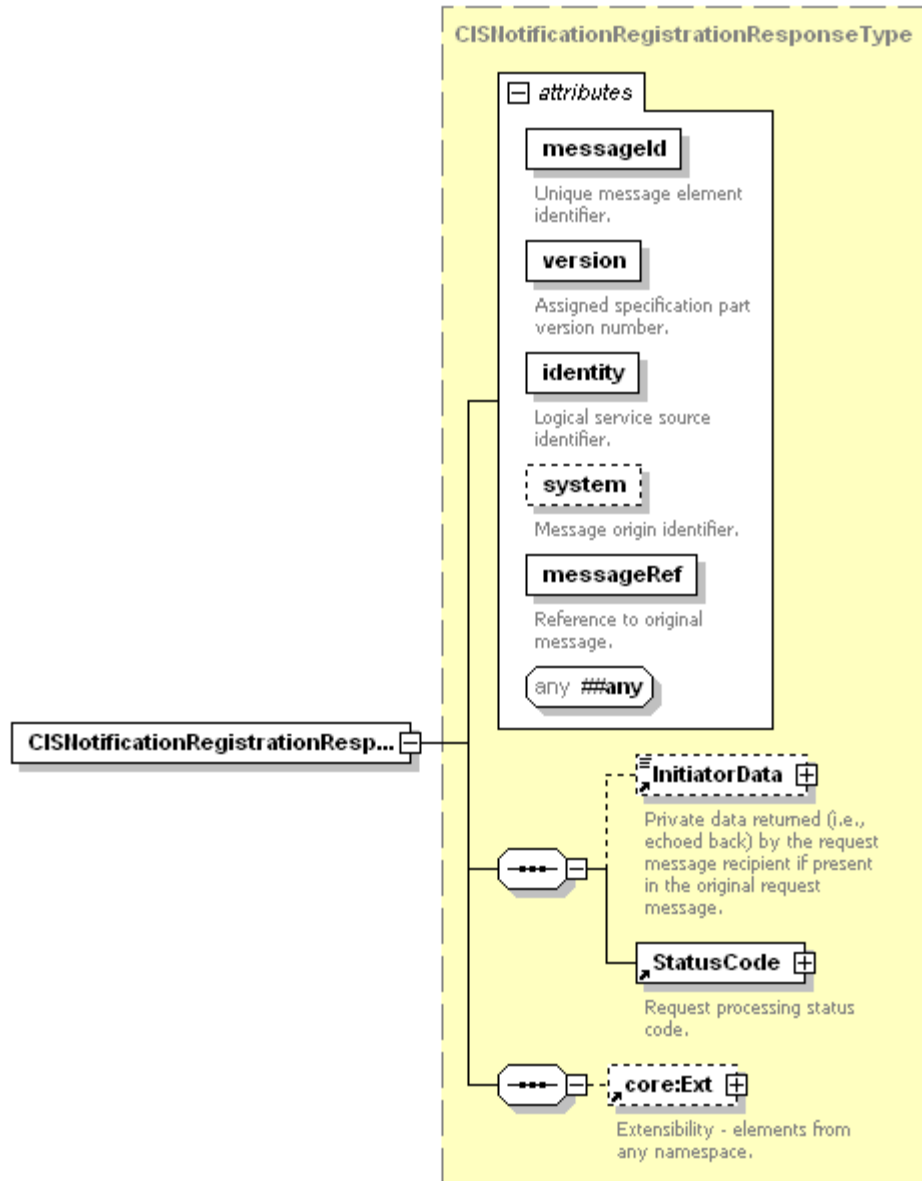 CISNotificationRegistrationResponseType
attributes
messageId
Unique message element
identifier.
version
Assigned specification part
version number.
identity
Logical service source
identifier.
system
Message origin identifier.
messageRef
Reference to original
message.
any ##any
CISNotificationRegistrationResp...
InitiatorData
Private data returned (i.e.,
echoed back) by the request
message recipient if present
in the original request
message.
StatusCode
Request processing status
code.
core:Ext
Extensibility - elements from
any namespace.